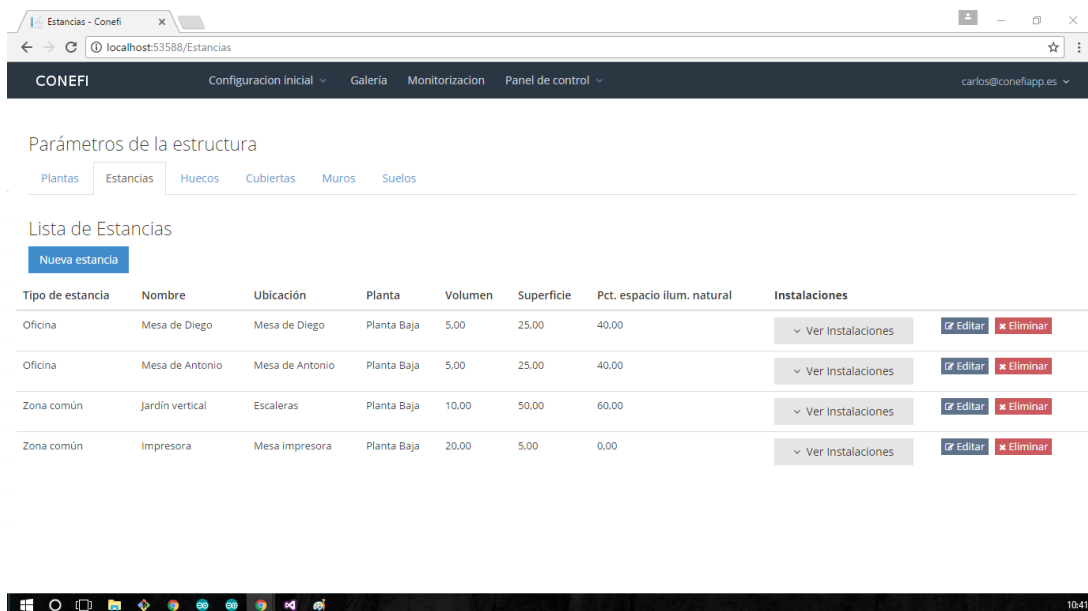 Estancias - Conefi
localhost:53588/Estancias
CONEFI Configuracion inicial Galería Monitorizacion Panel de control carlos@conefiapp.es
Parámetros de la estructura
Plantas Estancias Huecos Cubiertas Muros Suelos
Lista de Estancias
Nueva estancia
Tipo de estancia Nombre Ubicación Planta Volumen Superficie Pct. espacio ilum. natural Instalaciones
Oficina Mesa de Diego Mesa de Diego Planta Baja 5,00 25,00 40,00 Ver Instalaciones Editar Eliminar
Oficina Mesa de Antonio Mesa de Antonio Planta Baja 5,00 25,00 40,00 Ver Instalaciones Editar Eliminar
Zona común Jardín vertical Escaleras Planta Baja 10,00 50,00 60,00 Ver Instalaciones Editar Eliminar
Zona común Impresora Mesa impresora Planta Baja 20,00 5,00 0,00 Ver Instalaciones Editar Eliminar
10:41